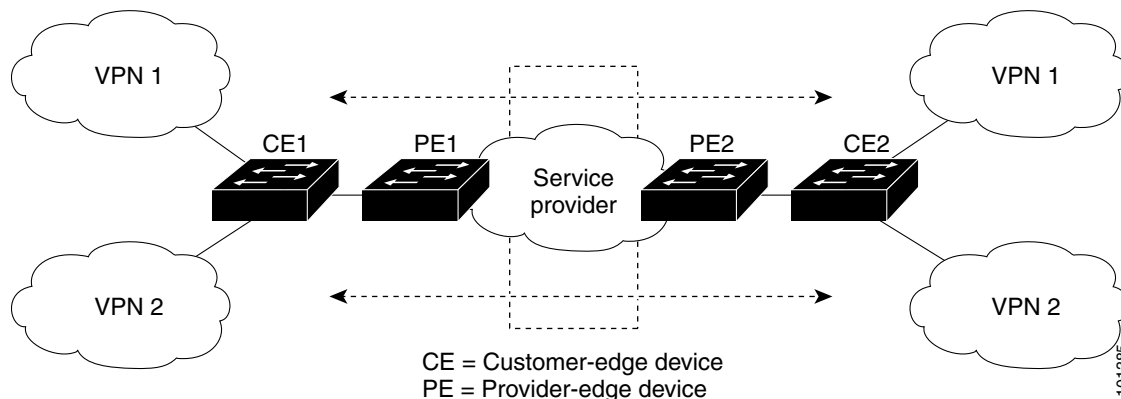 VPN 1
VPN 1
CE1
PE1
PE2
CE2
Service
provider
VPN 2
VPN 2
CE = Customer-edge device
PE = Provider-edge device